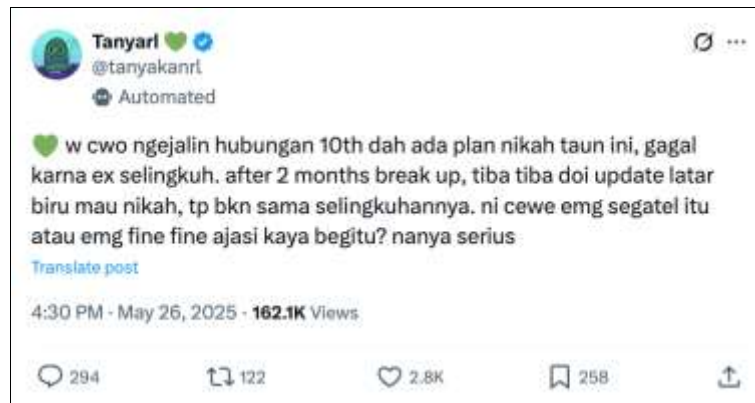 Tanyarl 💚
@tanyakanrl
Automated
💚 w cwo ngejalin hubungan 10th dah ada plan nikah taun ini, gagal
karna ex selingkuh. after 2 months break up, tiba tiba doi update latar
biru mau nikah, tp bkn sama selingkuhannya. ni cewe emg segatel itu
atau emg fine fine ajasi kaya begitu? nanya serius
Translate post
4:30 PM · May 26, 2025 · 162.1K Views
294 122 2.8K 258